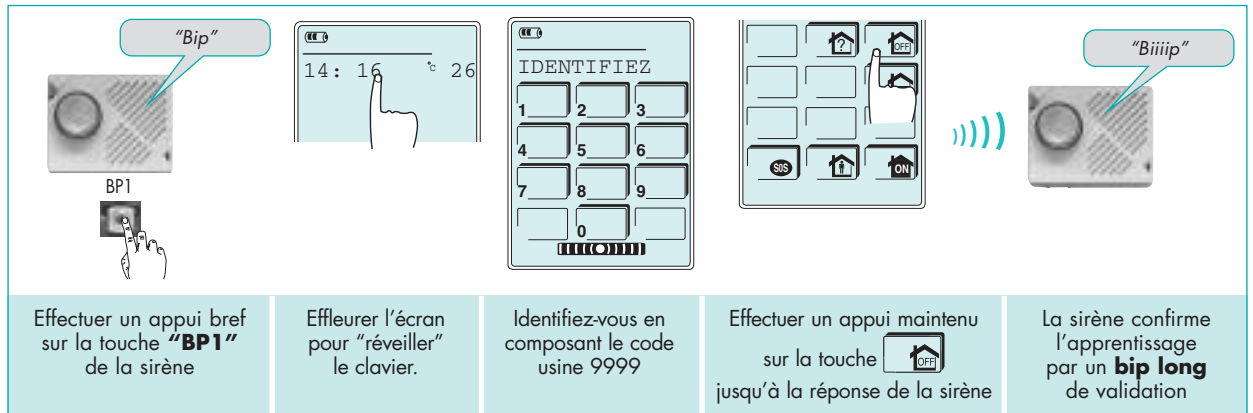 “Bip”
BP1
14: 16 °c 26
IDENTIFIEZ
1 2 3
4 5 6
7 8 9
0
? OFF
SOS ON
“Biiiip”
Effectuer un appui bref
sur la touche “BP1”
de la sirène
Effleurer l’écran
pour “réveiller”
le clavier.
Identifiez-vous en
composant le code
usine 9999
Effectuer un appui maintenu
sur la touche OFF
jusqu’à la réponse de la sirène
La sirène confirme
l’apprentissage
par un bip long
de validation